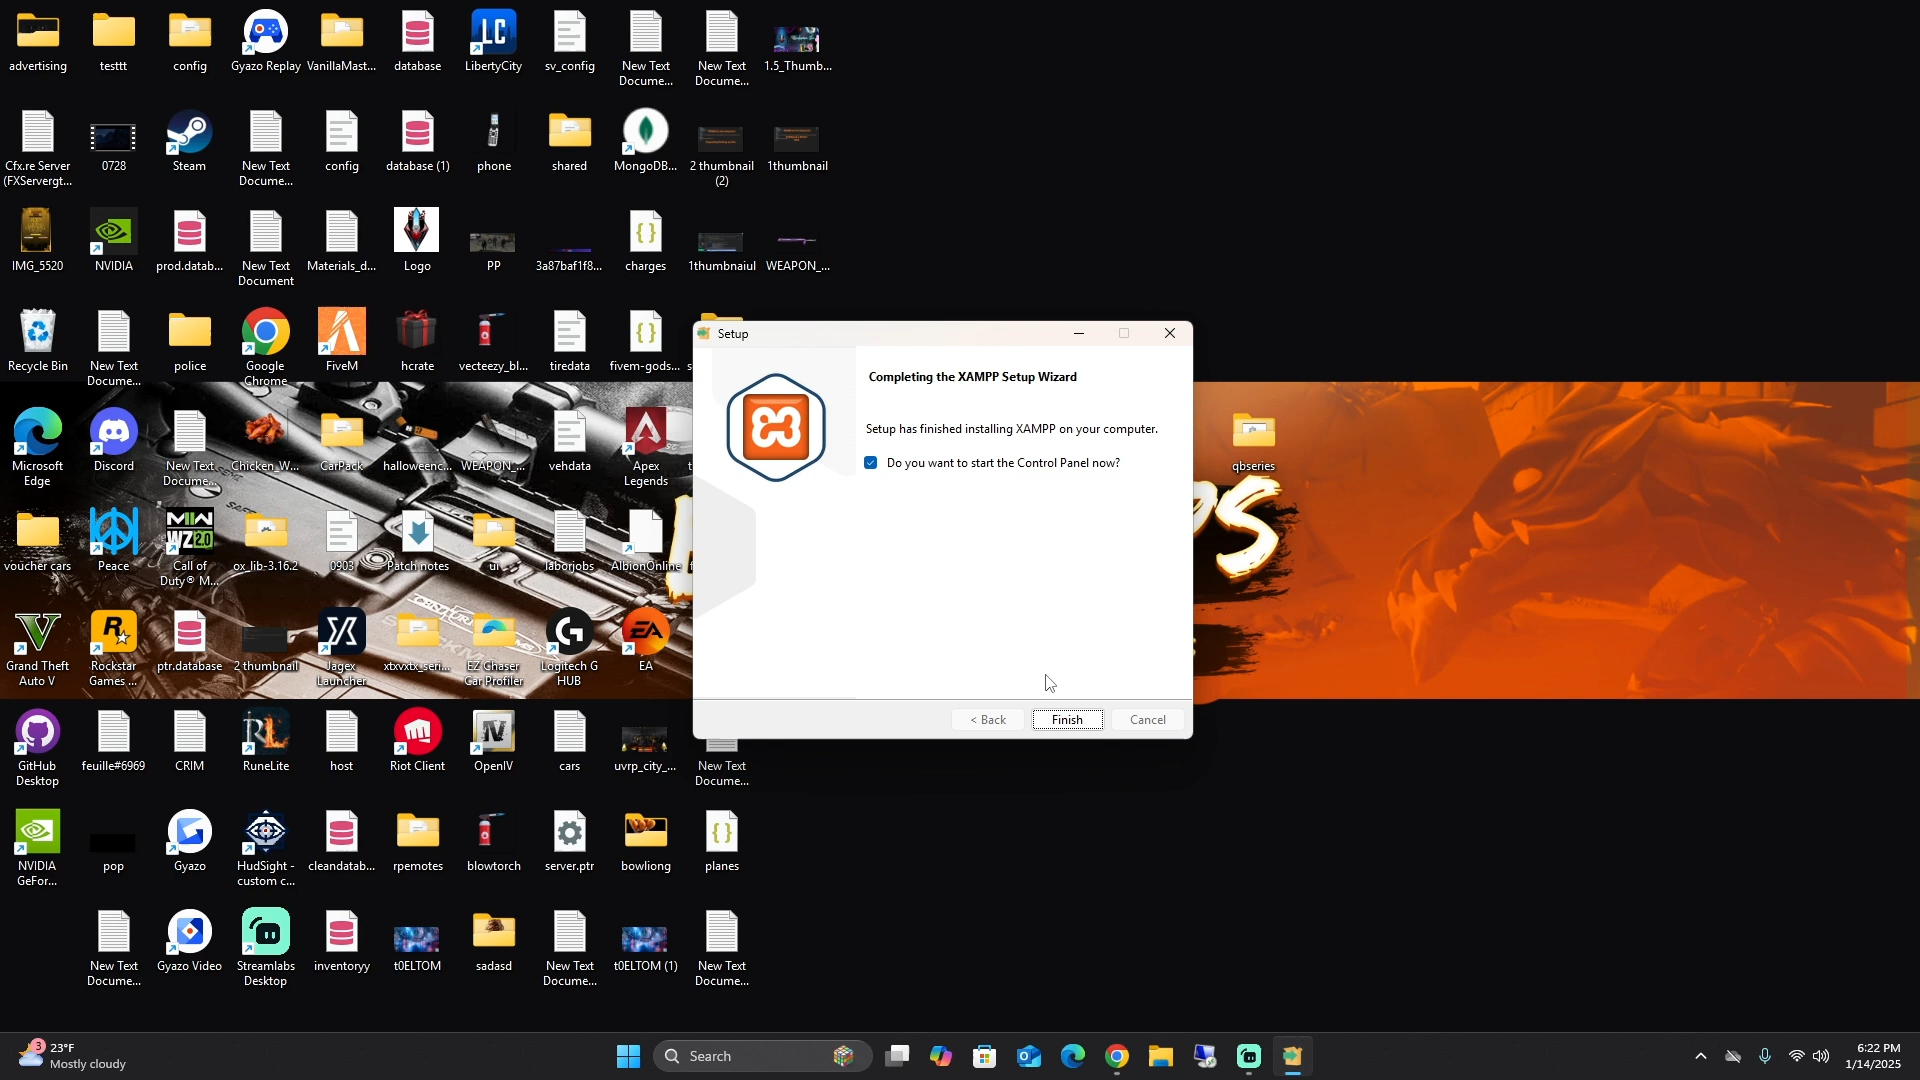 advertising
testtt
config
Gyazo Replay
VanillaMast...
database
LibertyCity
sv_config
New Text
Docume...
New Text
Docume...
1.5_Thumb...
Cfx.re Server
(FXServergt...
0728
Steam
New Text
Docume...
config
database (1)
phone
shared
MongoDB...
2 thumbnail
(2)
1thumbnail
IMG_5520
NVIDIA
prod.datab...
New Text
Document
Materials_d...
Logo
PP
3a87baf1f8...
charges
1thumbnaiul
WEAPON_...
Recycle Bin
New Text
Docume...
police
Google
Chrome
FiveM
hcrate
vecteezy_bl...
tiredata
fivem-gods...
Setup
Completing the XAMPP Setup Wizard
Setup has finished installing XAMPP on your computer.
Do you want to start the Control Panel now?
< Back
Finish
Cancel
Microsoft
Edge
Discord
New Text
Docume...
Chicken_W...
CarPack
halloweenc...
WEAPON_...
vehdata
Apex
Legends
qbseries
voucher cars
Peace
MWII
WZ 2.0
Call of
Duty® M...
ox_lib-3.16.2
0903
Patch notes
ui
laborjobs
AlbionOnline
Grand Theft
Auto V
Rockstar
Games ...
ptr.database
2 thumbnail
Jagex
Launcher
xtxvxtx_seri...
EZ Chaser
Car Profiler
Logitech G
HUB
EA
GitHub
Desktop
feuille#6969
CRIM
RuneLite
host
Riot Client
OpenIV
cars
uvrp_city_...
New Text
Docume...
NVIDIA
GeFor...
pop
Gyazo
HudSight -
custom c...
cleandatab...
rpemotes
blowtorch
server.ptr
bowliong
planes
New Text
Docume...
Gyazo Video
Streamlabs
Desktop
inventoryy
t0ELTOM
sadasd
New Text
Docume...
t0ELTOM (1)
New Text
Docume...
3
23°F
Mostly cloudy
Search
6:22 PM
1/14/2025